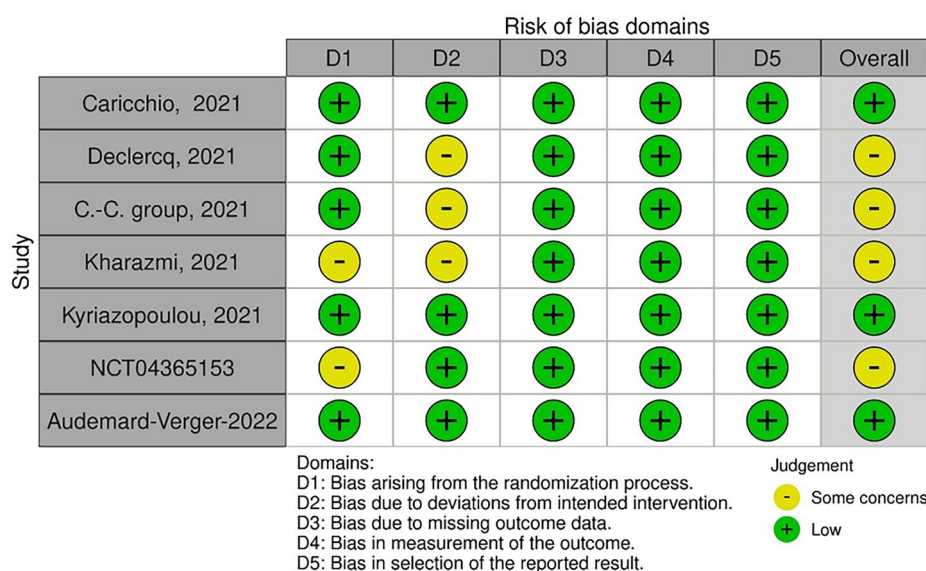 Risk of bias domains
D1 D2 D3 D4 D5 Overall
Study
Caricchio, 2021 + + + + + +
Declercq, 2021 + - + + + -
C.-C. group, 2021 + - + + + -
Kharazmi, 2021 - - + + + -
Kyriazopoulou, 2021 + + + + + +
NCT04365153 - + + + + -
Audemard-Verger-2022 + + + + + +
Domains:
D1: Bias arising from the randomization process.
D2: Bias due to deviations from intended intervention.
D3: Bias due to missing outcome data.
D4: Bias in measurement of the outcome.
D5: Bias in selection of the reported result.
Judgement
- Some concerns
+ Low